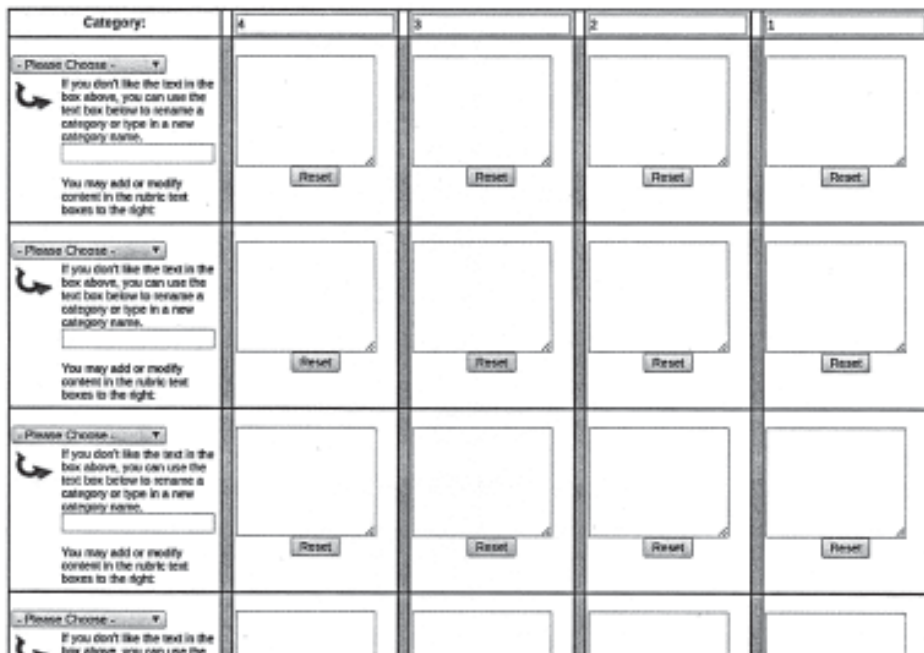 Category: 4 3 2 1
- Please Choose -
If you don't like the text in the
box above, you can use the
text box below to rename a
category or type in a new
category name.
Reset Reset Reset Reset
You may add or modify
content in the rubric text
boxes to the right:
- Please Choose -
If you don't like the text in the
box above, you can use the
text box below to rename a
category or type in a new
category name.
Reset Reset Reset Reset
You may add or modify
content in the rubric text
boxes to the right:
- Please Choose -
If you don't like the text in the
box above, you can use the
text box below to rename a
category or type in a new
category name.
Reset Reset Reset Reset
You may add or modify
content in the rubric text
boxes to the right:
- Please Choose -
If you don't like the text in the
box above, you can use the